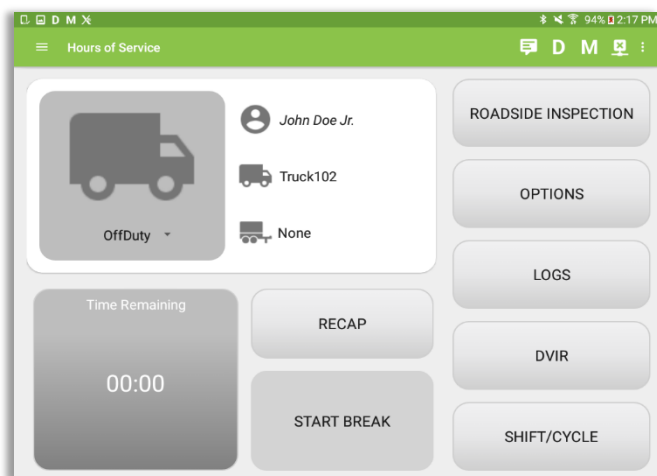 D M 94% 2:17 PM
Hours of Service
D M
John Doe Jr.
Truck102
None
OffDuty
Time Remaining
00:00
RECAP
START BREAK
ROADSIDE INSPECTION
OPTIONS
LOGS
DVIR
SHIFT/CYCLE